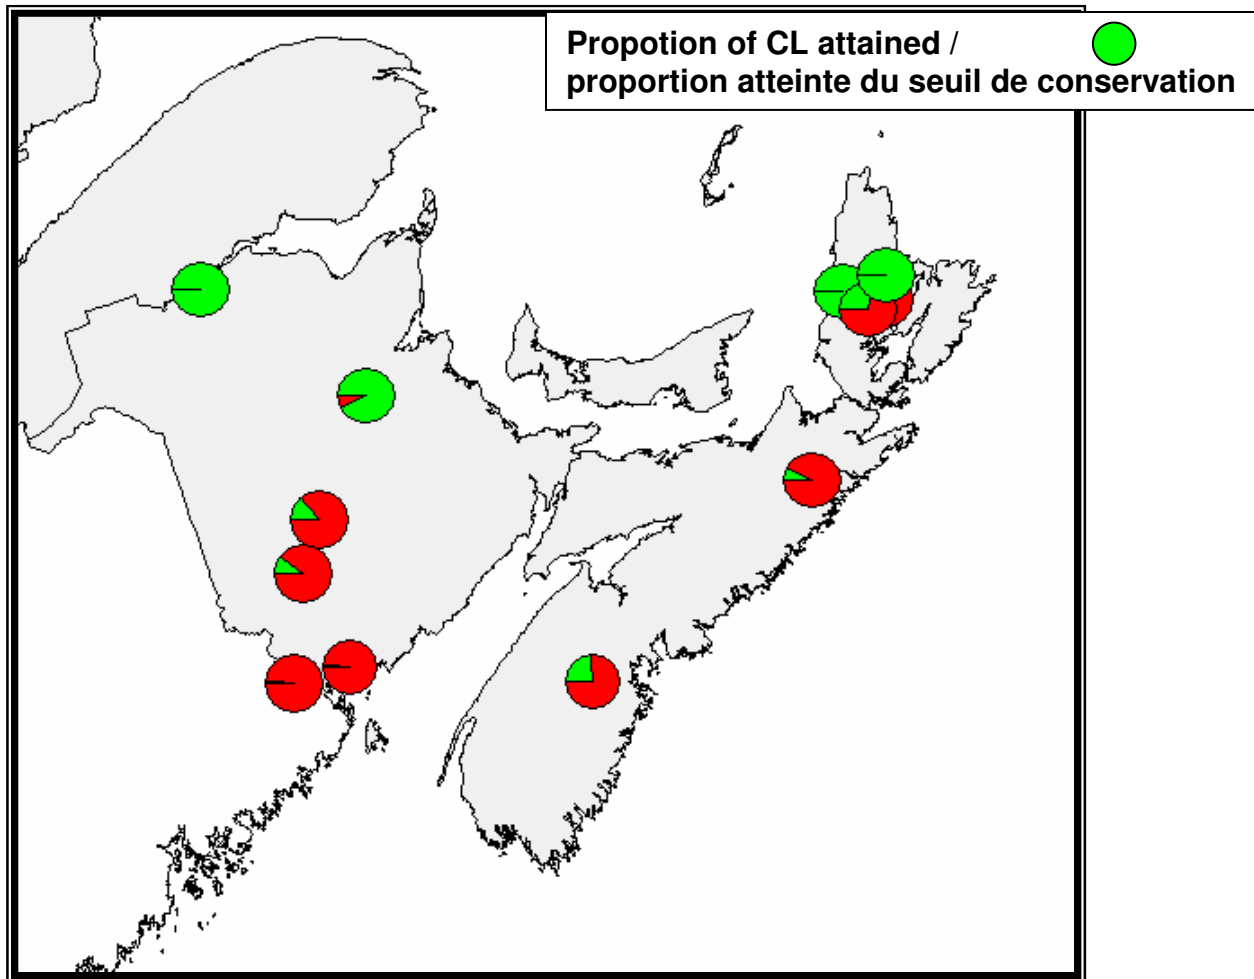 Propotion of CL attained /
proportion atteinte du seuil de conservation